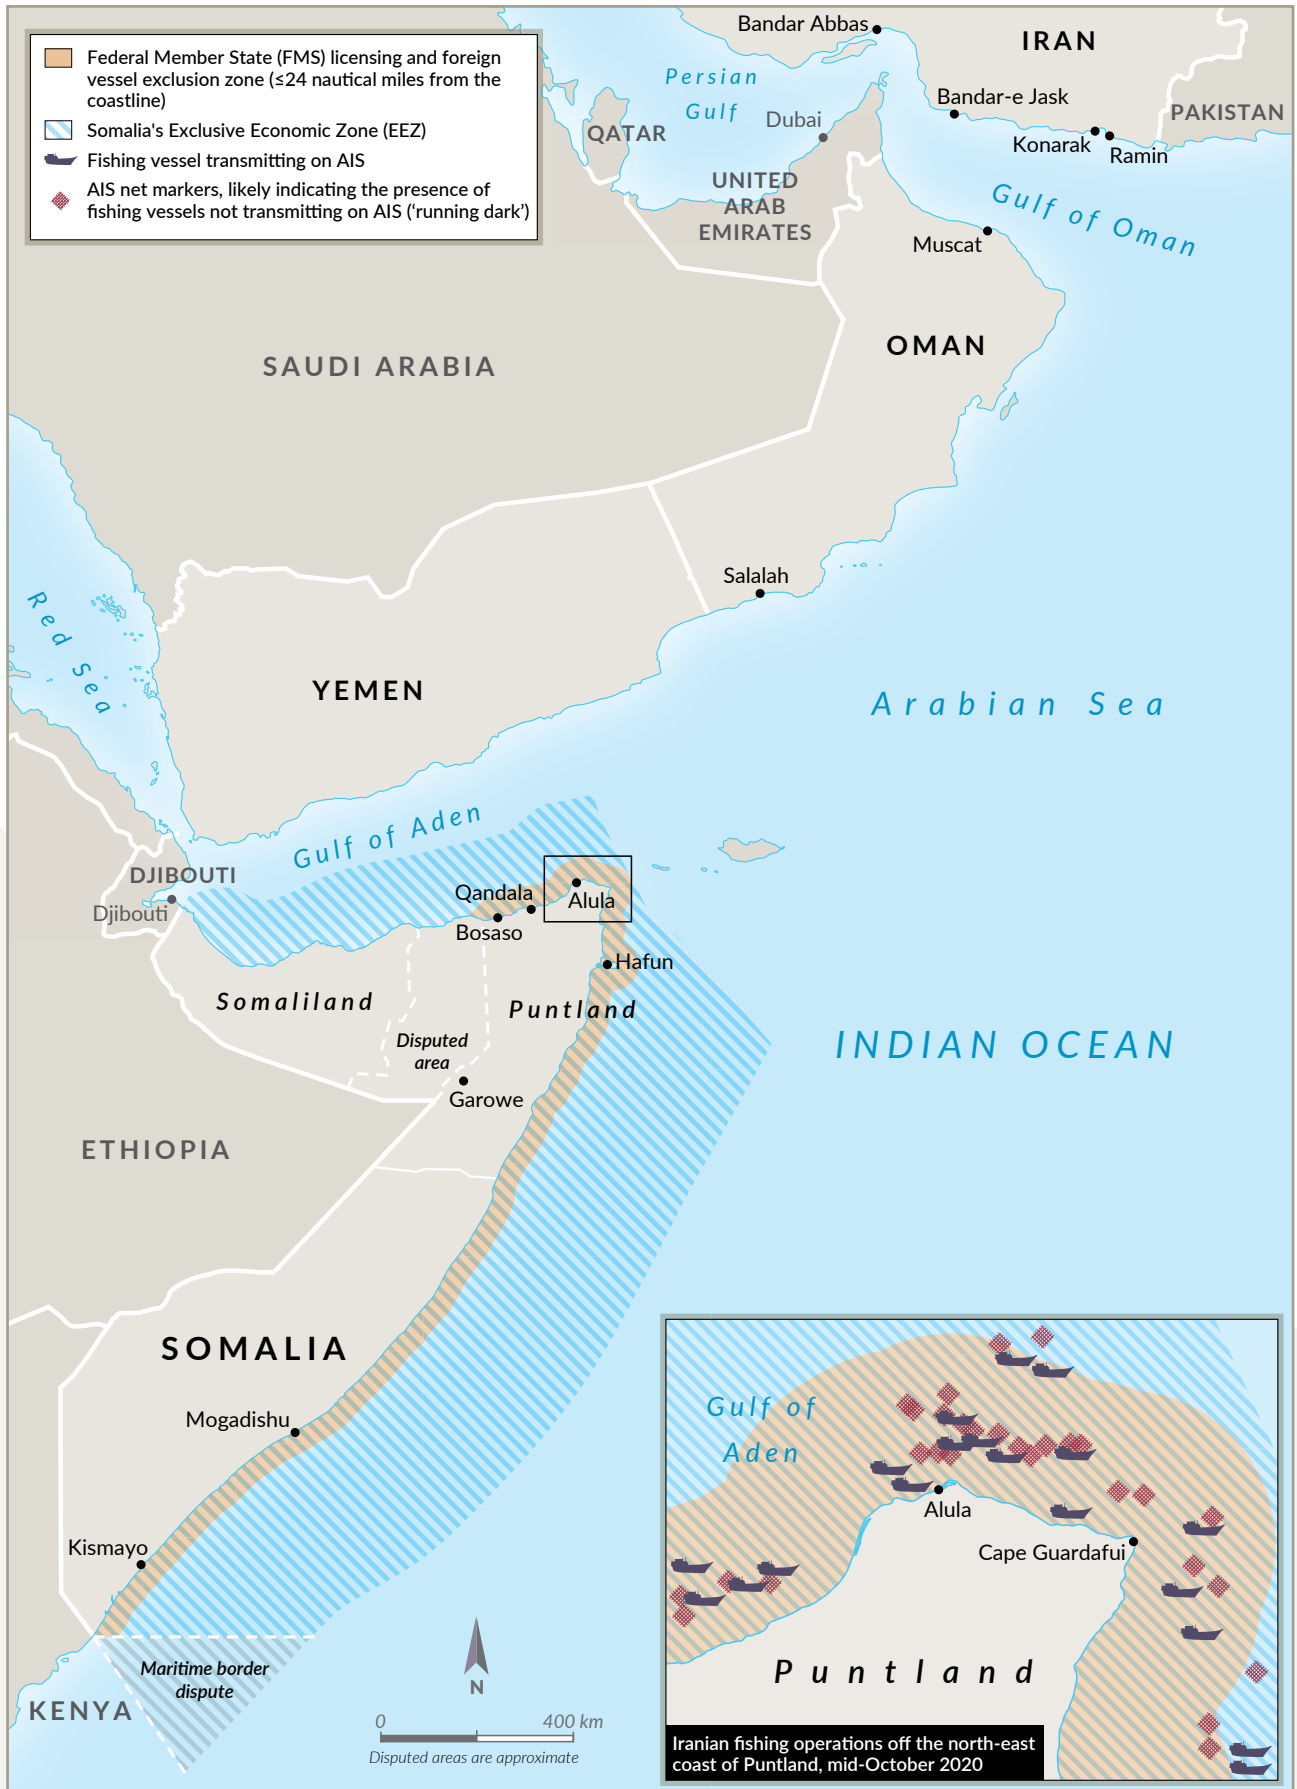 Federal Member State (FMS) licensing and foreign
vessel exclusion zone (≤24 nautical miles from the
coastline)
Somalia's Exclusive Economic Zone (EEZ)
Fishing vessel transmitting on AIS
AIS net markers, likely indicating the presence of
fishing vessels not transmitting on AIS (‘running dark’)
Bandar Abbas
IRAN
Persian
Gulf
Bandar-e Jask
PAKISTAN
Dubai
QATAR
Konarak
Ramin
UNITED
ARAB
EMIRATES
Gulf of Oman
Muscat
OMAN
SAUDI ARABIA
Salalah
Red Sea
YEMEN
Arabian Sea
Gulf of Aden
DJIBOUTI
Djibouti
Qandala
Alula
Bosaso
Hafun
Somaliland
Puntland
Disputed
area
INDIAN OCEAN
Garowe
ETHIOPIA
SOMALIA
Mogadishu
Kismayo
Maritime border
dispute
KENYA
N
0
400 km
Disputed areas are approximate
Gulf of
Aden
Alula
Cape Guardafui
Puntland
Iranian fishing operations off the north-east
coast of Puntland, mid-October 2020